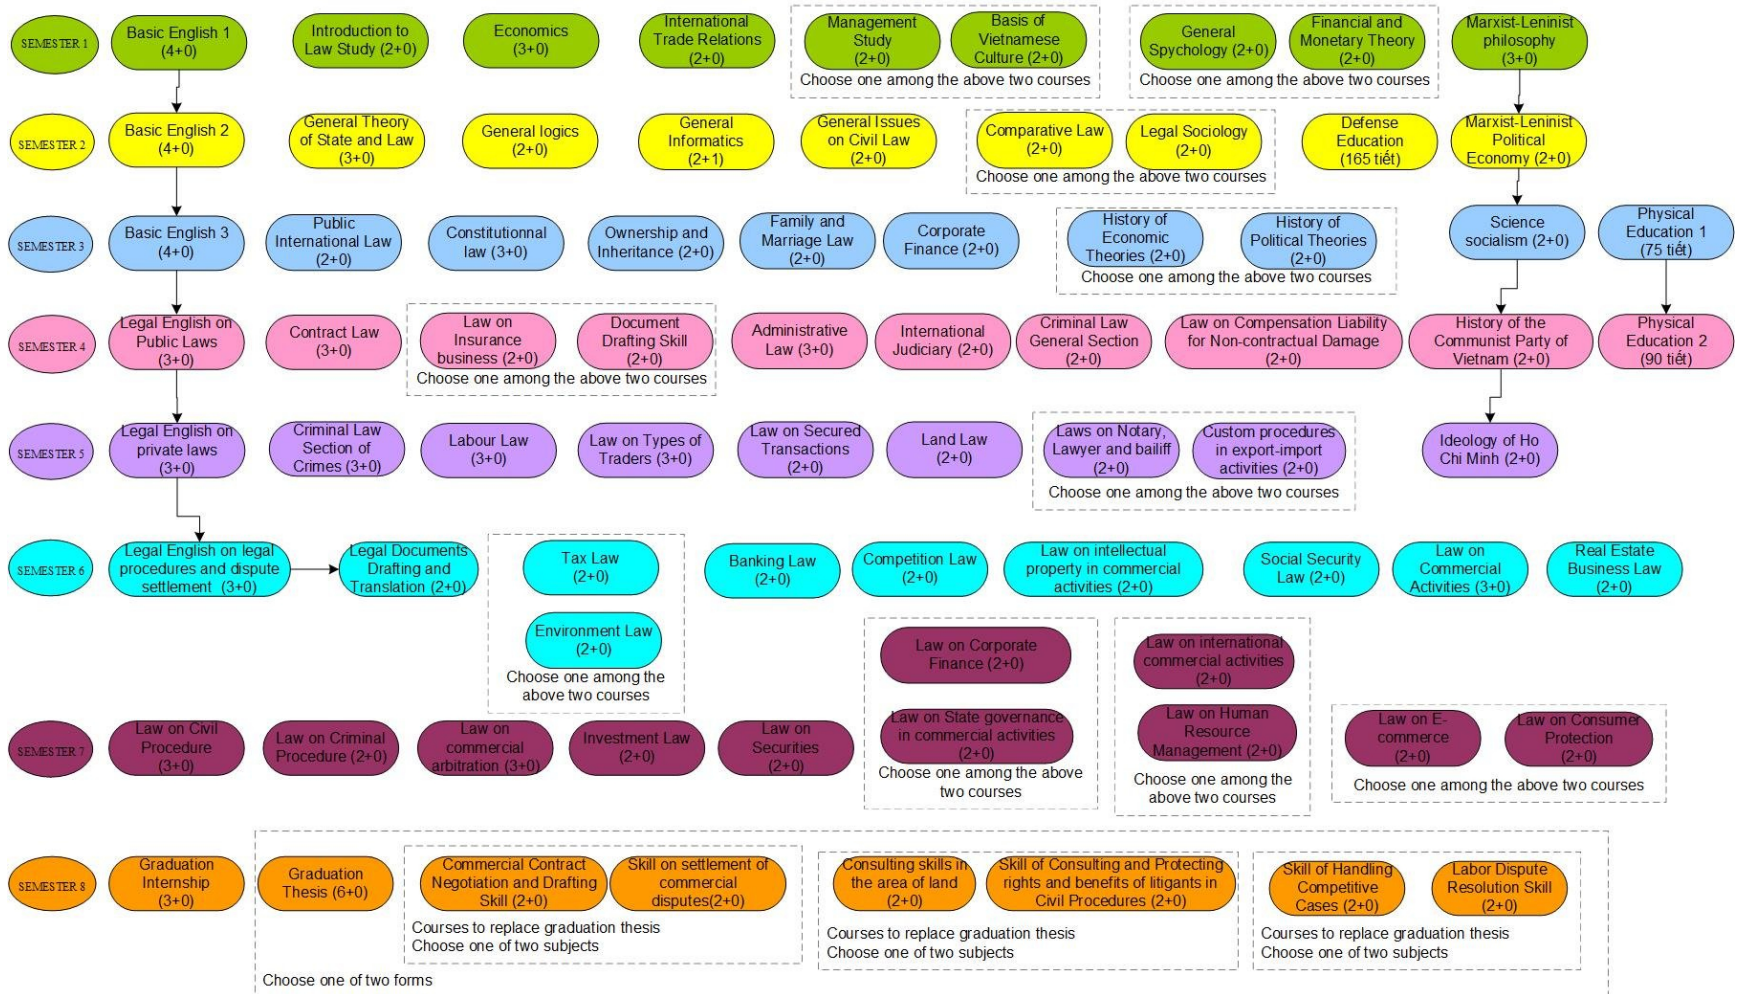 SEMESTER 1
Basic English 1
(4+0)
Introduction to
Law Study (2+0)
Economics
(3+0)
International
Trade Relations
(2+0)
Management
Study
(2+0)
Basis of
Vietnamese
Culture (2+0)
Choose one among the above two courses
General
Spychology (2+0)
Financial and
Monetary Theory
(2+0)
Choose one among the above two courses
Marxist-Leninist
philosophy
(3+0)
SEMESTER 2
Basic English 2
(4+0)
General Theory
of State and Law
(3+0)
General logics
(2+0)
General
Informatics
(2+1)
General Issues
on Civil Law
(2+0)
Comparative Law
(2+0)
Legal Sociology
(2+0)
Choose one among the above two courses
Defense
Education
(165 tiết)
Marxist-Leninist
Political
Economy (2+0)
SEMESTER 3
Basic English 3
(4+0)
Public
International Law
(2+0)
Constitutionnal
law (3+0)
Ownership and
Inheritance (2+0)
Family and
Marriage Law
(2+0)
Corporate
Finance (2+0)
History of
Economic
Theories (2+0)
History of
Political Theories
(2+0)
Choose one among the above two courses
Science
socialism (2+0)
Physical
Education 1
(75 tiết)
SEMESTER 4
Legal English on
Public Laws
(3+0)
Contract Law
(3+0)
Law on
Insurance
business (2+0)
Document
Drafting Skill
(2+0)
Choose one among the above two courses
Administrative
Law (3+0)
International
Judiciary (2+0)
Criminal Law
General Section
(2+0)
Law on Compensation Liability
for Non-contractual Damage
(2+0)
History of the
Communist Party of
Vietnam (2+0)
Physical
Education 2
(90 tiết)
SEMESTER 5
Legal English on
private laws
(3+0)
Criminal Law
Section of
Crimes (3+0)
Labour Law
(3+0)
Law on Types of
Traders (3+0)
Law on Secured
Transactions
(2+0)
Land Law
(2+0)
Laws on Notary,
Lawyer and bailiff
(2+0)
Custom procedures
in export-import
activities (2+0)
Choose one among the above two courses
Ideology of Ho
Chi Minh (2+0)
SEMESTER 6
Legal English on legal
procedures and dispute
settlement (3+0)
Legal Documents
Drafting and
Translation (2+0)
Tax Law
(2+0)
Environment Law
(2+0)
Choose one among the
above two courses
Banking Law
(2+0)
Competition Law
(2+0)
Law on intellectual
property in commercial
activities (2+0)
Social Security
Law (2+0)
Law on
Commercial
Activities (3+0)
Real Estate
Business Law
(2+0)
SEMESTER 7
Law on Civil
Procedure
(3+0)
Law on Criminal
Procedure (2+0)
Law on
commercial
arbitration (3+0)
Investment Law
(2+0)
Law on
Securities
(2+0)
Law on Corporate
Finance (2+0)
Law on State governance
in commercial activities
(2+0)
Choose one among the above
two courses
Law on international
commercial activities
(2+0)
Law on Human
Resource
Management (2+0)
Choose one among the
above two courses
Law on E-
commerce
(2+0)
Law on Consumer
Protection
(2+0)
Choose one among the above two courses
SEMESTER 8
Graduation
Internship
(3+0)
Graduation
Thesis (6+0)
Commercial Contract
Negotiation and Drafting
Skill (2+0)
Skill on settlement of
commercial
disputes(2+0)
Courses to replace graduation thesis
Choose one of two subjects
Consulting skills in
the area of land
(2+0)
Skill of Consulting and Protecting
rights and benefits of litigants in
Civil Procedures (2+0)
Courses to replace graduation thesis
Choose one of two subjects
Skill of Handling
Competitive
Cases (2+0)
Labor Dispute
Resolution Skill
(2+0)
Courses to replace graduation thesis
Choose one of two subjects
Choose one of two forms